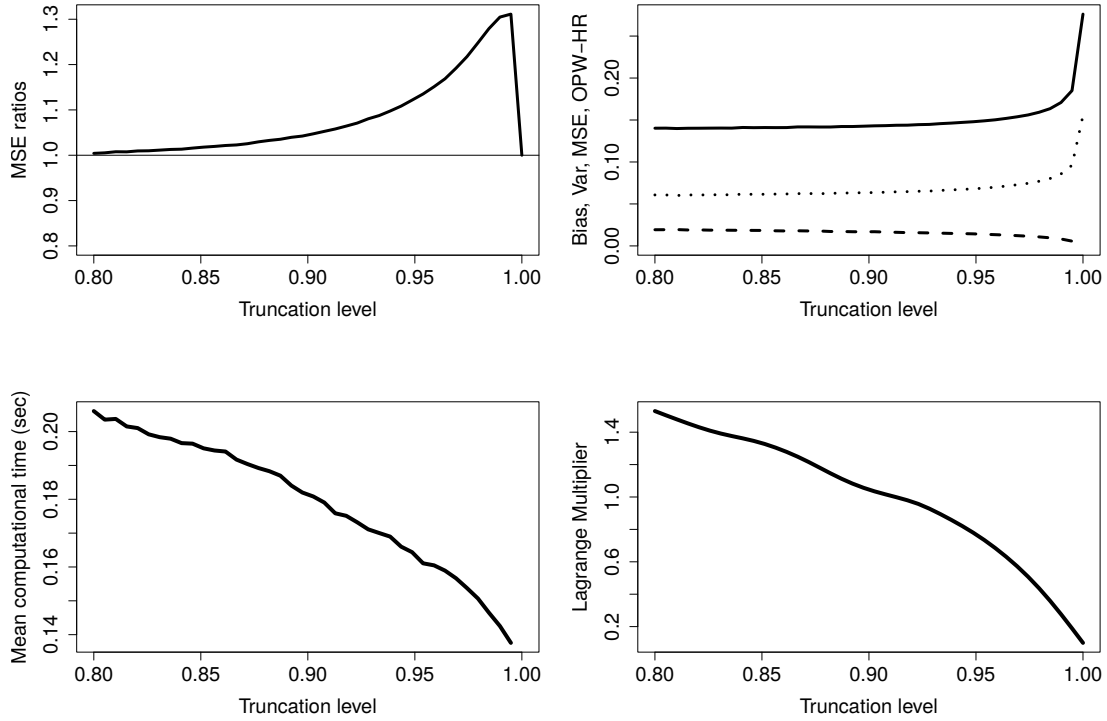 MSE ratios
0.8 0.9 1.0 1.1 1.2 1.3
0.80 0.85 0.90 0.95 1.00
Truncation level
Bias, Var, MSE, OPW−HR
0.00 0.10 0.20
0.80 0.85 0.90 0.95 1.00
Truncation level
Mean computational time (sec)
0.14 0.16 0.18 0.20
0.80 0.85 0.90 0.95 1.00
Truncation level
Lagrange Multiplier
0.2 0.6 1.0 1.4
0.80 0.85 0.90 0.95 1.00
Truncation level